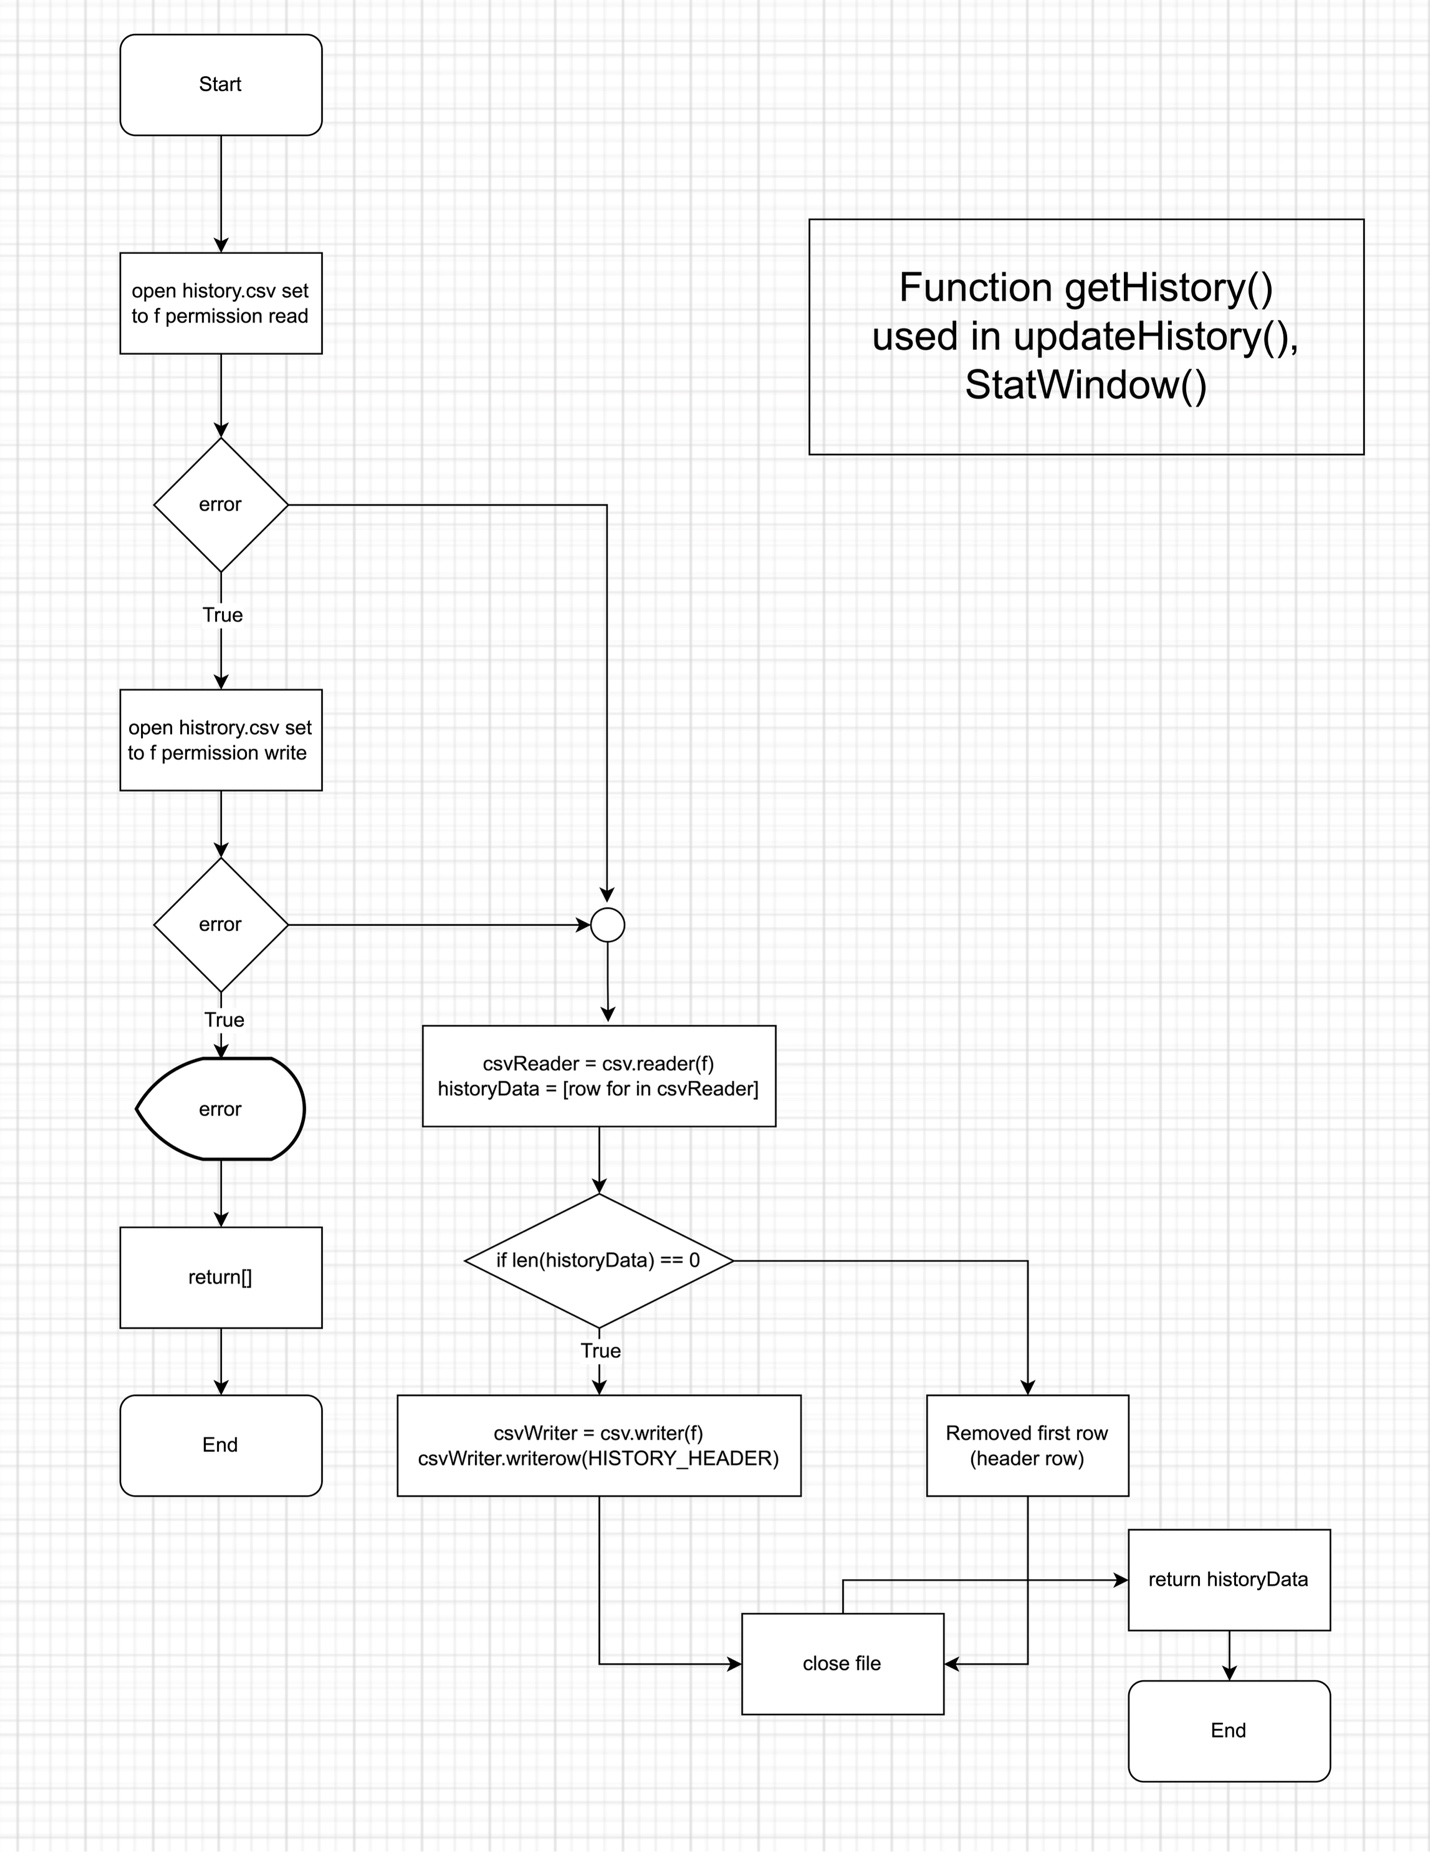 Start
open history.csv set
to f permission read
Function getHistory()
used in updateHistory(),
StatWindow()
error
True
open histrory.csv set
to f permission write
error
True
error
return[]
End
csvReader = csv.reader(f)
historyData = [row for in csvReader]
if len(historyData) == 0
True
csvWriter = csv.writer(f)
csvWriter.writerow(HISTORY_HEADER)
Removed first row
(header row)
close file
return historyData
End